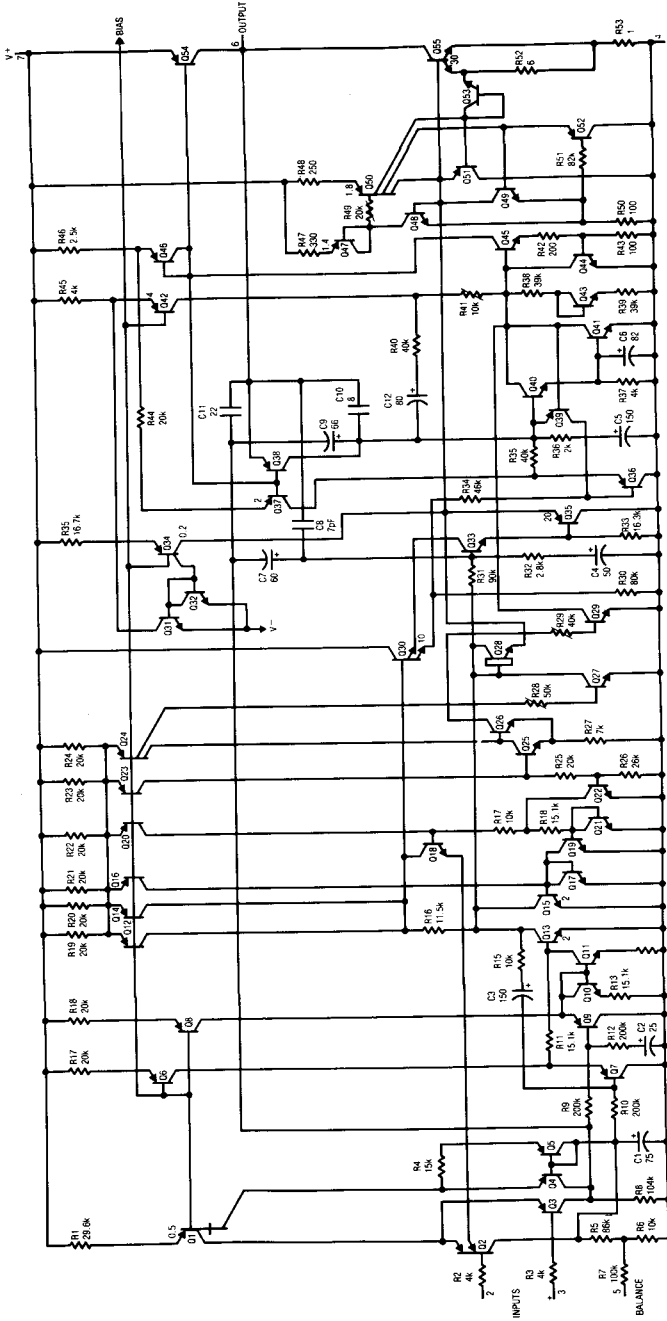 V+
7
BIAS
6
OUTPUT
R1
29.6k
R17
20k
R18
20k
R19
20k
R20
20k
R21
20k
R22
20k
R23
20k
R24
20k
R35
16.7k
R45
4k
R46
2.5k
R47
330
R48
250
0.5
Q1
Q6
Q8
Q12
Q14
Q16
Q20
Q23
Q24
Q31
Q32
Q34
0.2
V-
R44
20k
Q42
4
Q46
1.4
Q47
R49
20k
1.8
Q50
Q54
C7
60
Q37
2
Q38
C11
22
C9
66
C10
8
C8
7pF
C12
80
R40
40k
Q48
Q49
Q51
Q53
Q55
30
R52
6
R53
1
Q30
10
R4
15k
Q5
Q4
Q3
Q2
R2
4k
2
INPUTS
R3
4k
+
3
R9
200k
R10
200k
R11
15.1k
C3
150
R15
10k
R16
11.5k
Q18
R17
10k
R18
15.1k
Q13
2
Q15
2
Q17
Q19
Q21
Q22
R25
20k
R26
26k
Q25
Q26
R27
7k
R28
50k
Q27
Q28
R29
40k
Q29
R31
90k
Q33
R32
2.8k
C4
50
R30
80k
R33
16.3k
20
Q35
R34
46k
Q36
R35
40k
R36
2k
C5
150
Q39
Q40
R37
4k
C6
82
Q41
R41
10k
R38
39k
Q43
R39
39k
Q45
R42
200
Q44
R43
100
R50
100
R51
82k
Q52
Q7
Q9
R12
200k
C2
25
Q10
Q11
R13
15.1k
C1
75
R5
86k
R8
104k
R6
10k
R7
100k
5
BALANCE